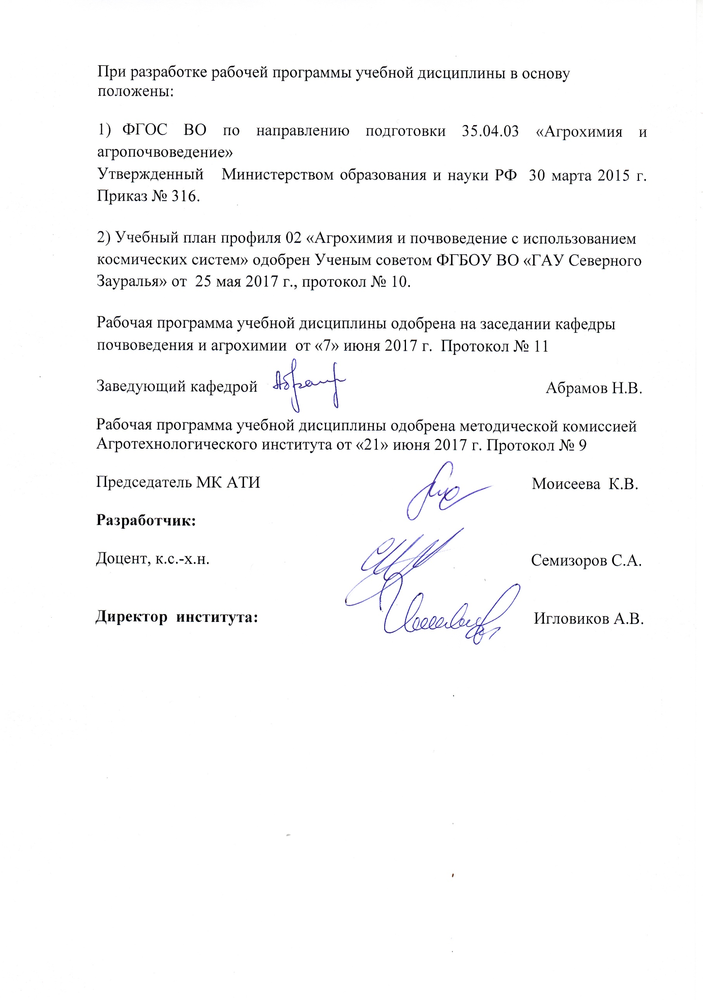 При разработке рабочей программы учебной дисциплины в основу
положены:
1) ФГОС ВО по направлению подготовки 35.04.03 «Агрохимия и
агропочвоведение»
Утвержденный Министерством образования и науки РФ 30 марта 2015 г.
Приказ № 316.
2) Учебный план профиля 02 «Агрохимия и почвоведение с использованием
космических систем» одобрен Ученым советом ФГБОУ ВО «ГАУ Северного
Зауралья» от 25 мая 2017 г., протокол № 10.
Рабочая программа учебной дисциплины одобрена на заседании кафедры
почвоведения и агрохимии от «7» июня 2017 г. Протокол № 11
Заведующий кафедрой Абрамов Н.В.
Рабочая программа учебной дисциплины одобрена методической комиссией
Агротехнологического института от «21» июня 2017 г. Протокол № 9
Председатель МК АТИ Моисеева К.В.
Разработчик:
Доцент, к.с.-х.н. Семизоров С.А.
Директор института: Игловиков А.В.